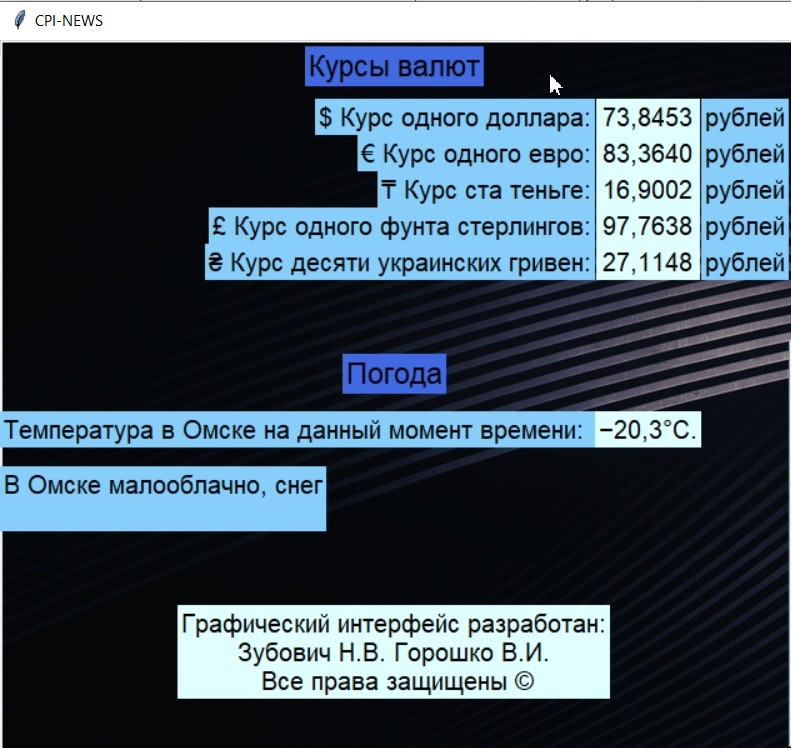 CPI-NEWS
Курсы валют
$ Курс одного доллара: 73,8453 рублей
€ Курс одного евро: 83,3640 рублей
₸ Курс ста теньге: 16,9002 рублей
£ Курс одного фунта стерлингов: 97,7638 рублей
₴ Курс десяти украинских гривен: 27,1148 рублей
Погода
Температура в Омске на данный момент времени: −20,3°C.
В Омске малооблачно, снег
Графический интерфейс разработан:
Зубович Н.В. Горошко В.И.
Все права защищены ©